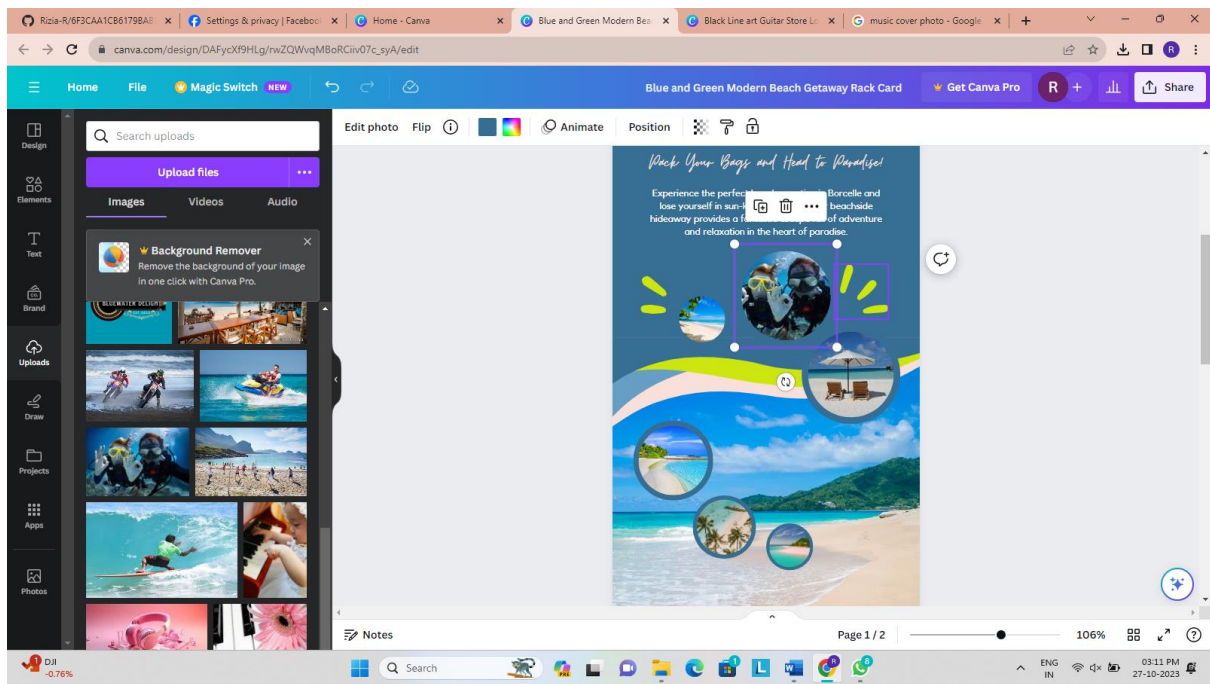 Rizia-R/6F3CAA1CB6179BAB
Settings & privacy | Faceboo
Home - Canva
Blue and Green Modern Bea
Black Line art Guitar Store Lo
music cover photo - Google
canva.com/design/DAFycXf9HLg/rwZQWvqMBoRCiiv07c_syA/edit
R
Home File Magic Switch NEW
Blue and Green Modern Beach Getaway Rack Card
Get Canva Pro
R
Share
Design
Elements
Text
Brand
Uploads
Draw
Projects
Apps
Photos
Search uploads
Upload files
Images Videos Audio
Background Remover
Remove the background of your image
in one click with Canva Pro.
BLUEWATER DELIGHTS
Edit photo Flip
Animate Position
Pack Your Bags and Head to Paradise!
Experience the perfe Borcelle and
lose yourself in sun- beachside
hideaway provides a f of adventure
and relaxation in the heart of paradise.
Notes
Page 1 / 2
106%
DJI
-0.76%
Search
ENG
IN
03:11 PM
27-10-2023